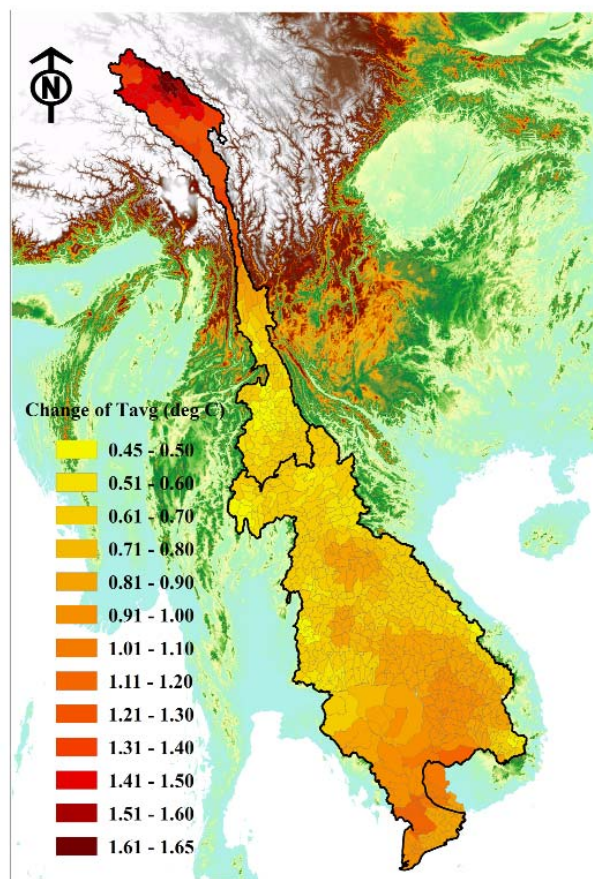 N
Change of Tavg (deg C)
0.45 - 0.50
0.51 - 0.60
0.61 - 0.70
0.71 - 0.80
0.81 - 0.90
0.91 - 1.00
1.01 - 1.10
1.11 - 1.20
1.21 - 1.30
1.31 - 1.40
1.41 - 1.50
1.51 - 1.60
1.61 - 1.65